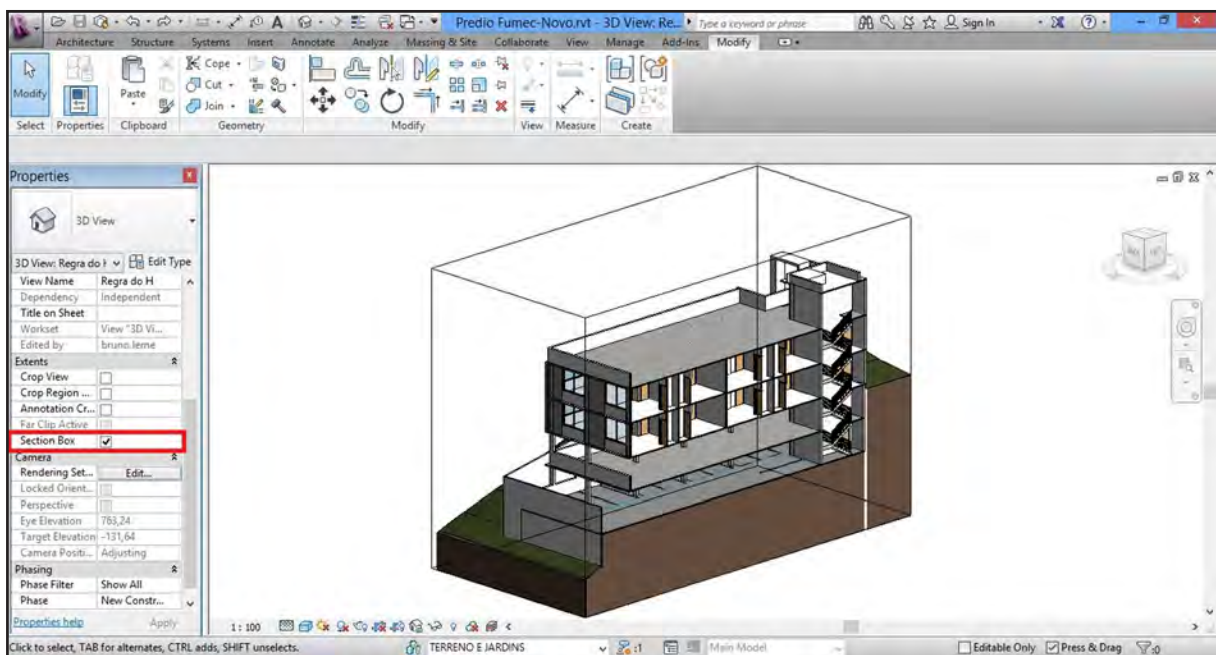 Predio Fumec-Novo.rvt - 3D View: Re...
Type a keyword or phrase
Sign In
Architecture Structure Systems Insert Annotate Analyze Massing & Site Collaborate View Manage Add-Ins Modify
Modify
Paste
Cope
Cut
Join
Select Properties Clipboard Geometry Modify View Measure Create
Properties
3D View
3D View: Regra do H Edit Type
View Name Regra do H
Dependency Independent
Title on Sheet
Workset View "3D Vi...
Edited by bruno.leme
Extents
Crop View
Crop Region ...
Annotation Cr...
Far Clip Active
Section Box
Camera
Rendering Set... Edit...
Locked Orient...
Perspective
Eye Elevation 763,24
Target Elevation -131,64
Camera Positi... Adjusting
Phasing
Phase Filter Show All
Phase New Constr...
Properties help Apply
1 : 100
Click to select, TAB for alternates, CTRL adds, SHIFT unselects. TERRENO E JARDINS :1 Main Model Editable Only Press & Drag :0